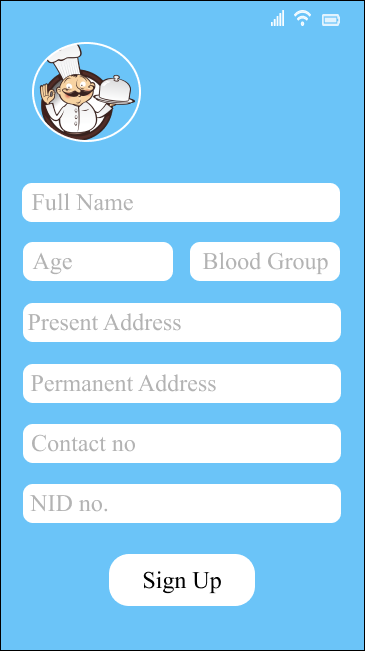 Full Name
Age
Blood Group
Present Address
Permanent Address
Contact no
NID no.
Sign Up